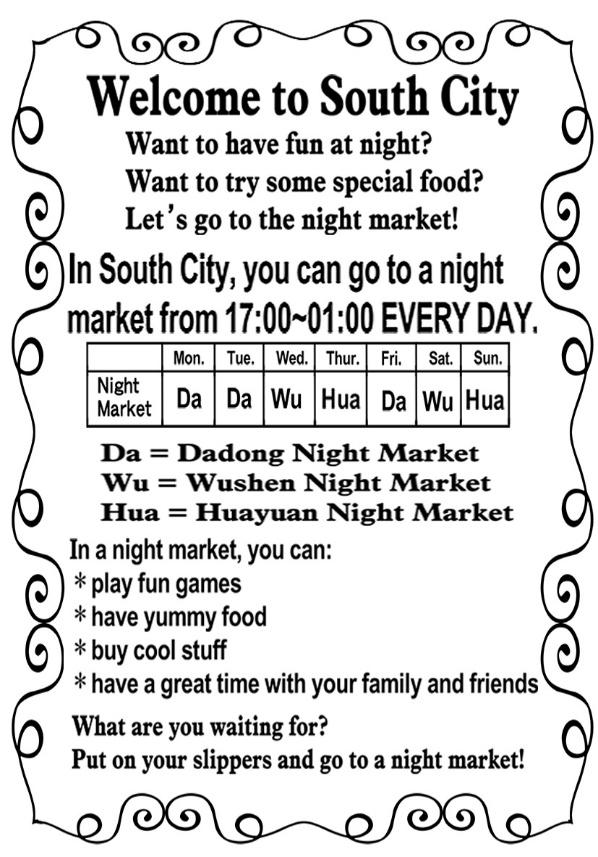 Welcome to South City
Want to have fun at night?
Want to try some special food?
Let’s go to the night market!
In South City, you can go to a night
market from 17:00~01:00 EVERY DAY.
Mon. Tue. Wed. Thur. Fri. Sat. Sun.
Night
Market Da Da Wu Hua Da Wu Hua
Da = Dadong Night Market
Wu = Wushen Night Market
Hua = Huayuan Night Market
In a night market, you can:
* play fun games
* have yummy food
* buy cool stuff
* have a great time with your family and friends
What are you waiting for?
Put on your slippers and go to a night market!